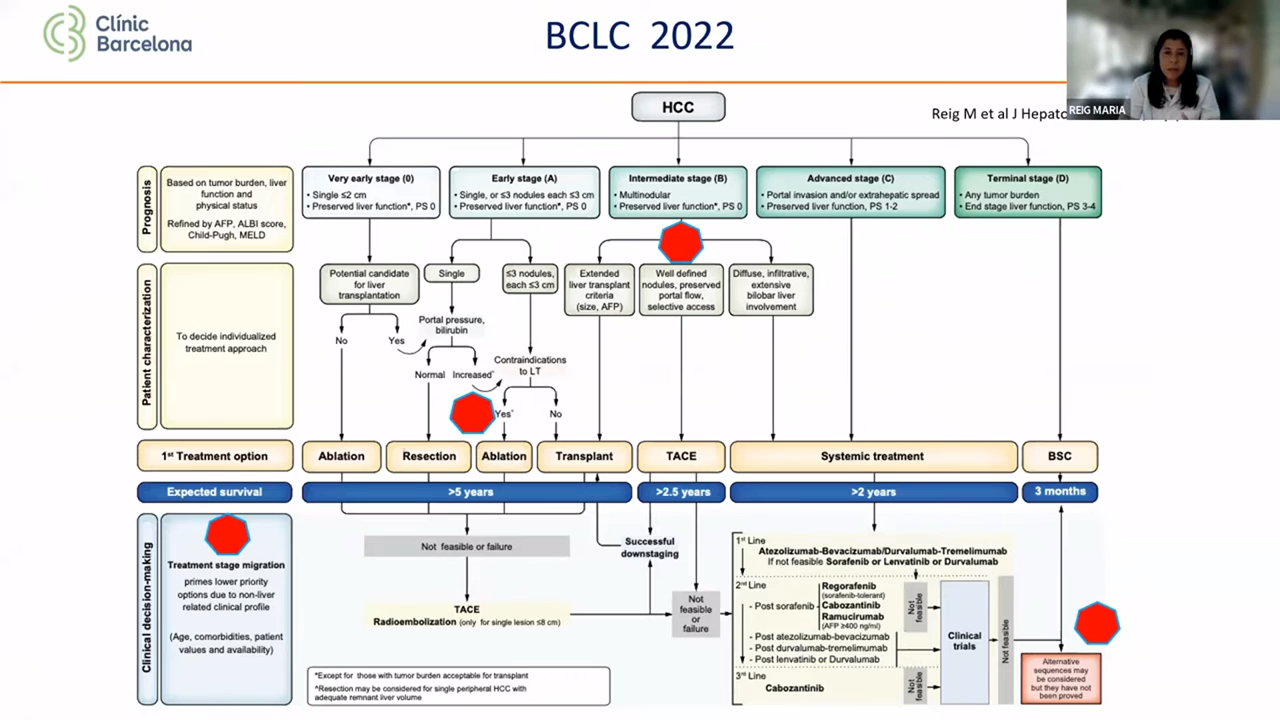 Clínic
Barcelona
BCLC 2022
REIG MARIA
Reig M et al J Hepato
HCC
Prognosis
Based on tumor burden, liver
function and
physical status
Refined by AFP, ALBI score,
Child-Pugh, MELD
Very early stage (0)
• Single ≤2 cm
• Preserved liver function*, PS 0
Early stage (A)
• Single, or ≤3 nodules each ≤3 cm
• Preserved liver function*, PS 0
Intermediate stage (B)
• Multinodular
• Preserved liver function*, PS 0
Advanced stage (C)
• Portal invasion and/or extrahepatic spread
• Preserved liver function, PS 1-2
Terminal stage (D)
• Any tumor burden
• End stage liver function, PS 3-4
Patient characterization
To decide individualized
treatment approach
Potential candidate
for liver
transplantation
Single
≤3 nodules,
each ≤3 cm
Extended
liver transplant
criteria
(size, AFP)
Well defined
nodules, preserved
portal flow,
selective access
Diffuse, infiltrative,
extensive
bilobar liver
involvement
No
Yes
Portal pressure,
bilirubin
Normal
Increased^
Contraindications
to LT
Yes^
No
1st Treatment option
Ablation
Resection
Ablation
Transplant
TACE
Systemic treatment
BSC
Expected survival
>5 years
>2.5 years
>2 years
3 months
Clinical decision-making
Treatment stage migration
primes lower priority
options due to non-liver
related clinical profile
(Age, comorbidities, patient
values and availability)
Not feasible or failure
TACE
Radioembolization (only for single lesion ≤8 cm)
Successful
downstaging
Not
feasible
or
failure
1st Line
Atezolizumab-Bevacizumab/Durvalumab-Tremelimumab
If not feasible Sorafenib or Lenvatinib or Durvalumab
2nd Line
- Post sorafenib
Regorafenib
(sorafenib-tolerant)
Cabozantinib
Ramucirumab
(AFP ≥400 ng/ml)
- Post atezolizumab-bevacizumab
- Post durvalumab-tremelimumab
- Post lenvatinib or Durvalumab
3rd Line
Cabozantinib
Not
feasible
Not
feasible
Clinical
trials
Not feasible
Alternative
sequences may
be considered
but they have not
been proved
*Except for those with tumor burden acceptable for transplant
^Resection may be considered for single peripheral HCC with
adequate remnant liver volume